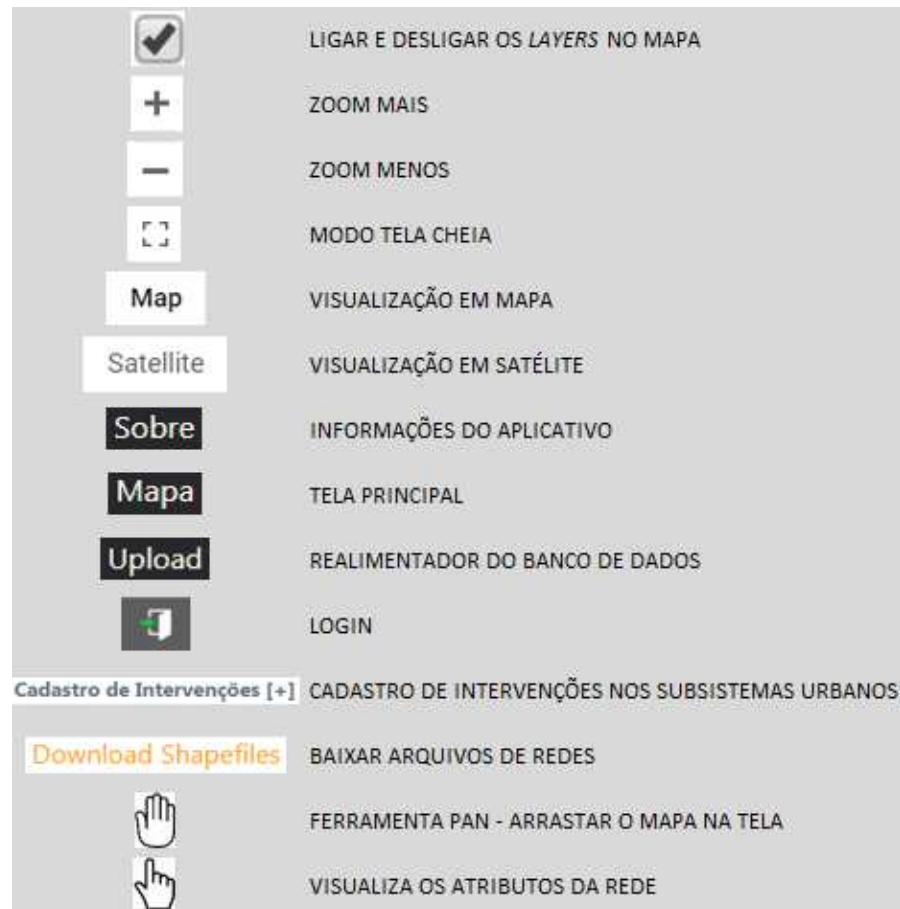 LIGAR E DESLIGAR OS LAYERS NO MAPA
ZOOM MAIS
ZOOM MENOS
MODO TELA CHEIA
Map VISUALIZAÇÃO EM MAPA
Satellite VISUALIZAÇÃO EM SATÉLITE
Sobre INFORMAÇÕES DO APLICATIVO
Mapa TELA PRINCIPAL
Upload REALIMENTADOR DO BANCO DE DADOS
LOGIN
Cadastro de Intervenções [+] CADASTRO DE INTERVENÇÕES NOS SUBSISTEMAS URBANOS
Download Shapefiles BAIXAR ARQUIVOS DE REDES
FERRAMENTA PAN - ARRASTAR O MAPA NA TELA
VISUALIZA OS ATRIBUTOS DA REDE